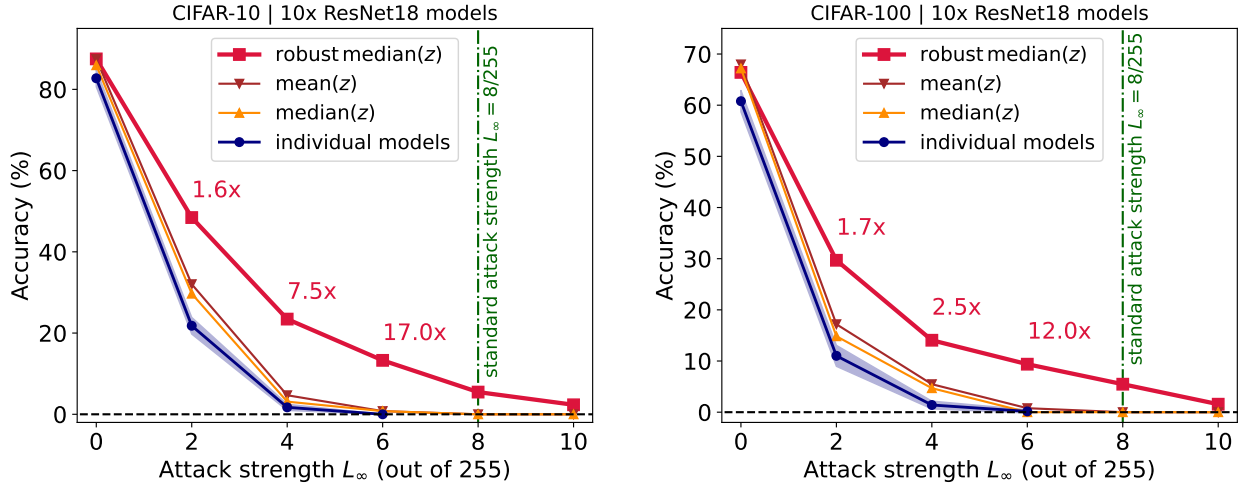 CIFAR-10 | 10x ResNet18 models
robust median(z)
mean(z)
median(z)
individual models
1.6x
7.5x
17.0x
standard attack strength L∞ = 8/255
Accuracy (%)
80
60
40
20
0
0 2 4 6 8 10
Attack strength L∞ (out of 255)
CIFAR-100 | 10x ResNet18 models
robust median(z)
mean(z)
median(z)
individual models
1.7x
2.5x
12.0x
standard attack strength L∞ = 8/255
Accuracy (%)
70
60
50
40
30
20
10
0
0 2 4 6 8 10
Attack strength L∞ (out of 255)